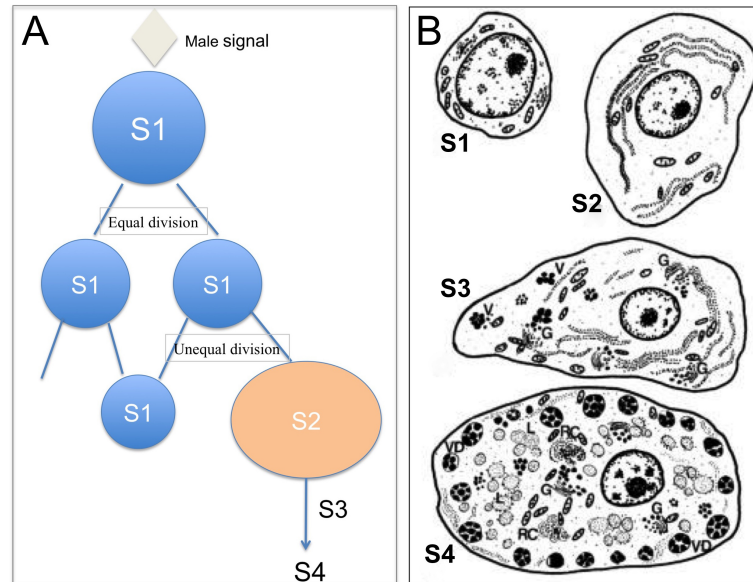 A
Male signal
S1
Equal division
S1
S1
Unequal division
S1
S2
S3
S4
B
S1
S2
S3
V
G
V
G
G
S4
L
RC
VD
G
L
G
RC
VD